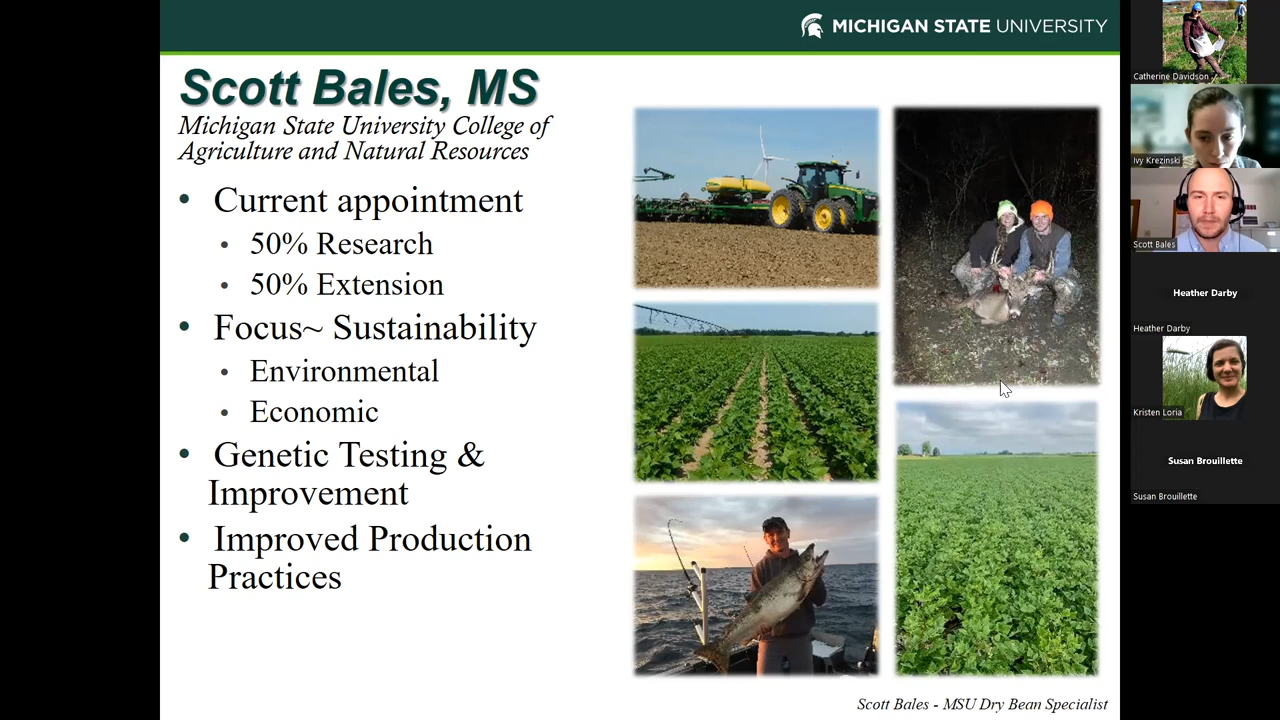 MICHIGAN STATE UNIVERSITY
Scott Bales, MS
Michigan State University College of
Agriculture and Natural Resources
• Current appointment
• 50% Research
• 50% Extension
• Focus~ Sustainability
• Environmental
• Economic
• Genetic Testing &
Improvement
• Improved Production
Practices
Scott Bales - MSU Dry Bean Specialist
Catherine Davidson
Ivy Krezinski
Scott Bales
Heather Darby
Heather Darby
Kristen Loria
Susan Brouillette
Susan Brouillette